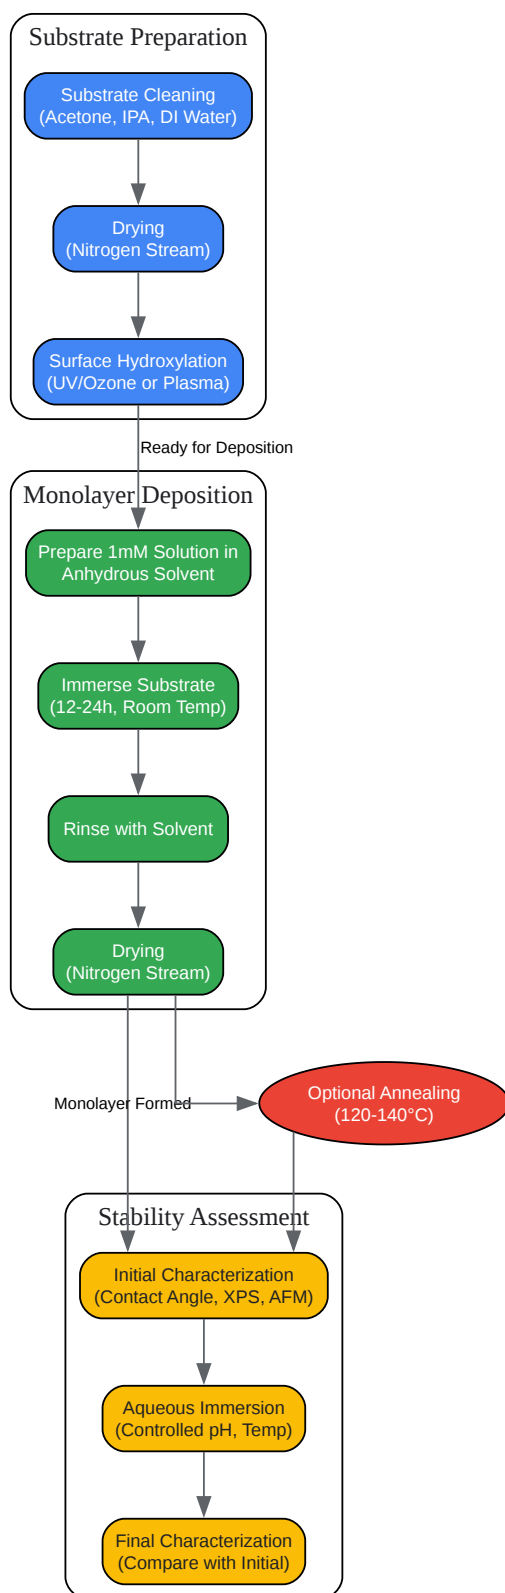 Substrate Preparation
Substrate Cleaning
(Acetone, IPA, DI Water)
Drying
(Nitrogen Stream)
Surface Hydroxylation
(UV/Ozone or Plasma)
Ready for Deposition
Monolayer Deposition
Prepare 1mM Solution in
Anhydrous Solvent
Immerse Substrate
(12-24h, Room Temp)
Rinse with Solvent
Drying
(Nitrogen Stream)
Optional Annealing
(120-140°C)
Monolayer Formed
Stability Assessment
Initial Characterization
(Contact Angle, XPS, AFM)
Aqueous Immersion
(Controlled pH, Temp)
Final Characterization
(Compare with Initial)